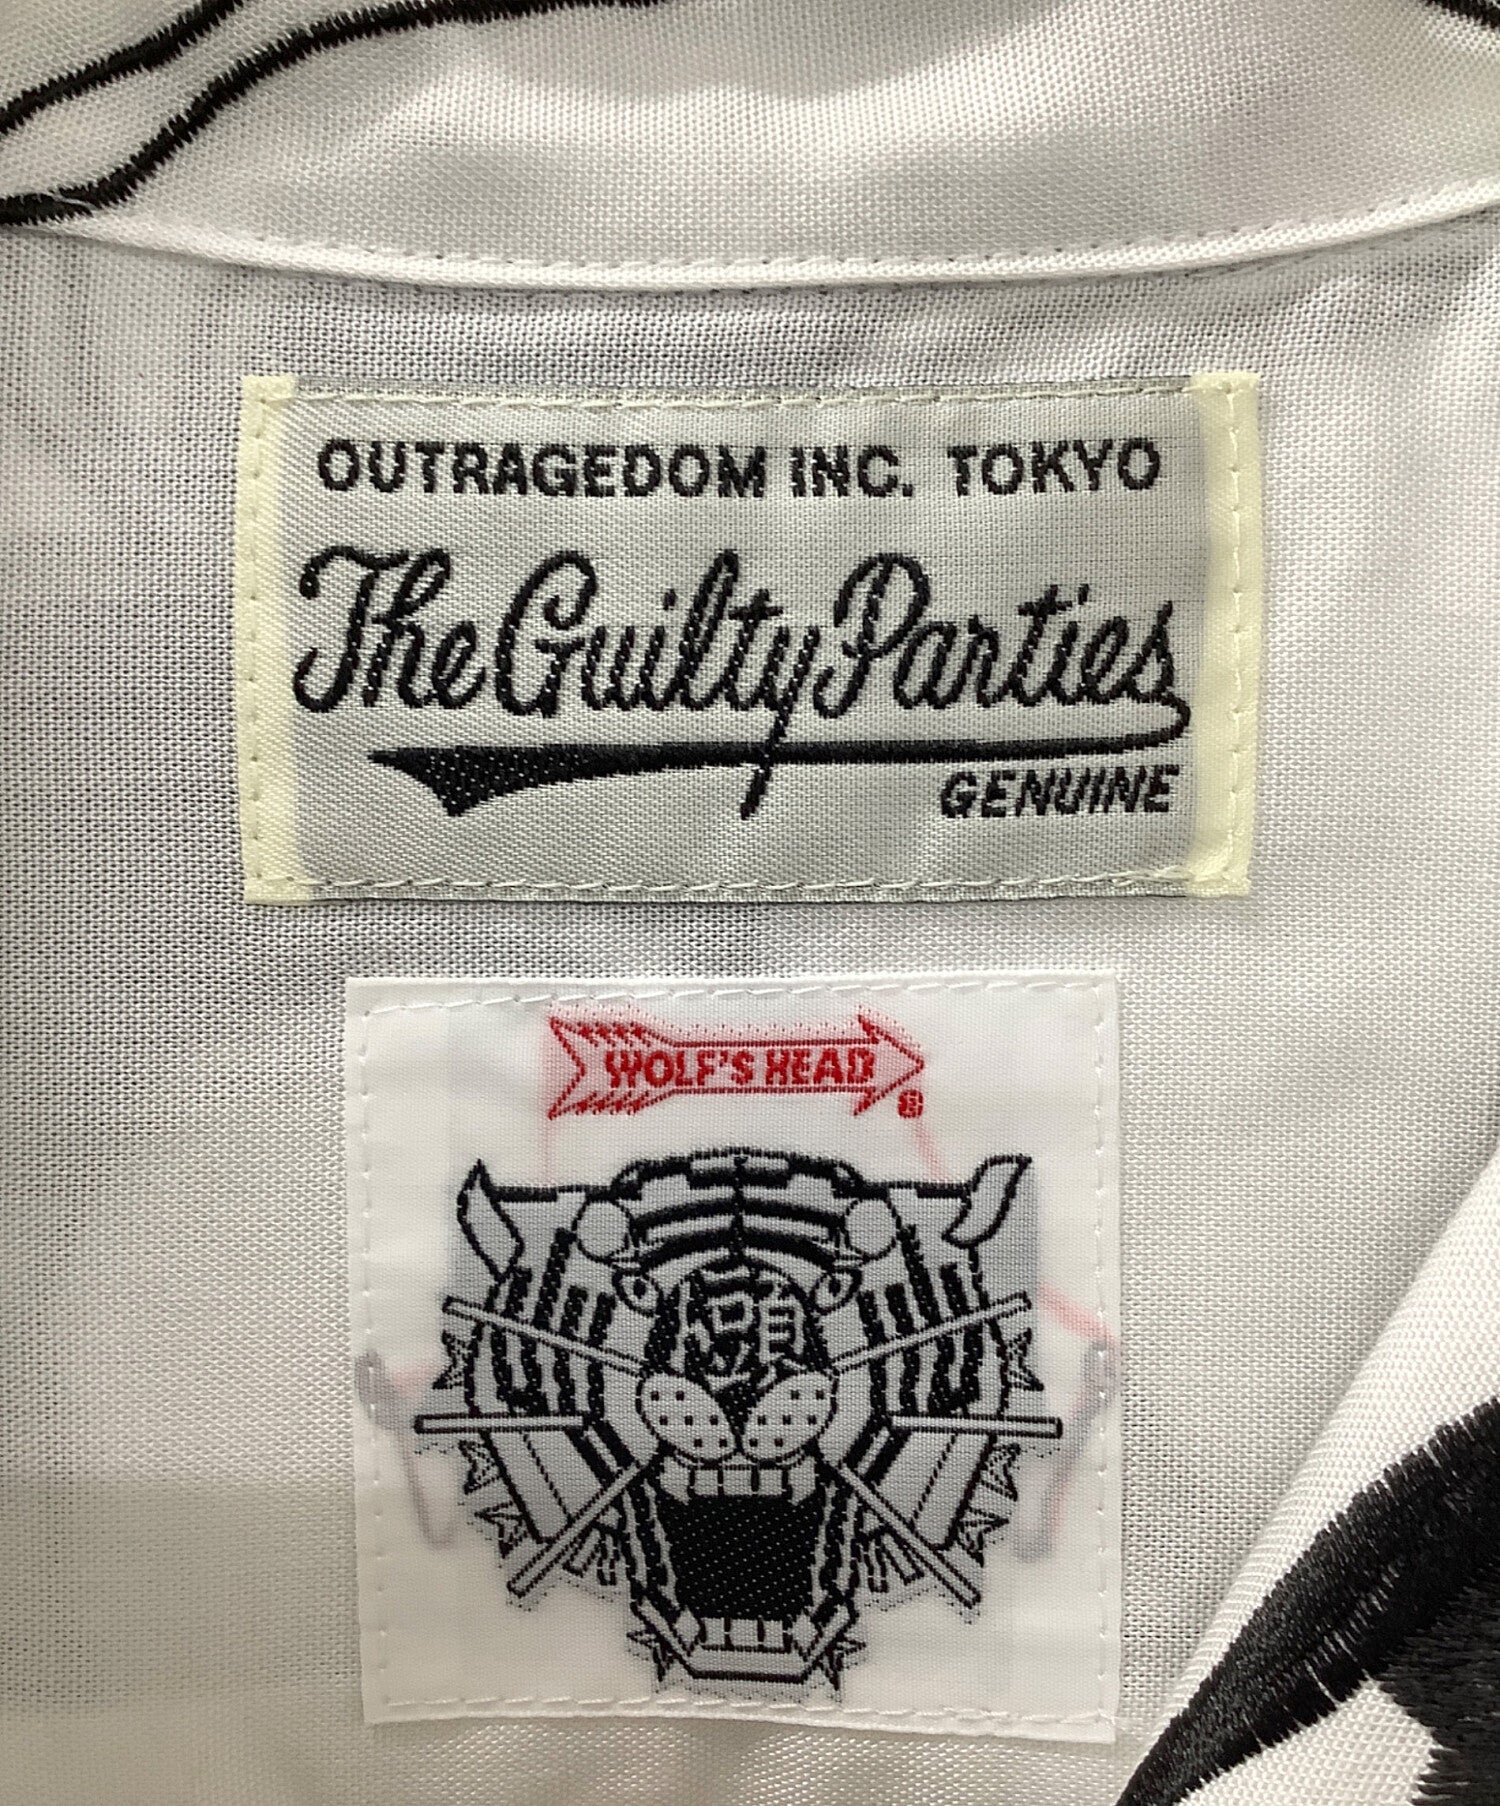 OUTRAGEDOM INC. TOKYO
The Guilty Parties
GENUINE
WOLF'S HEAD
®